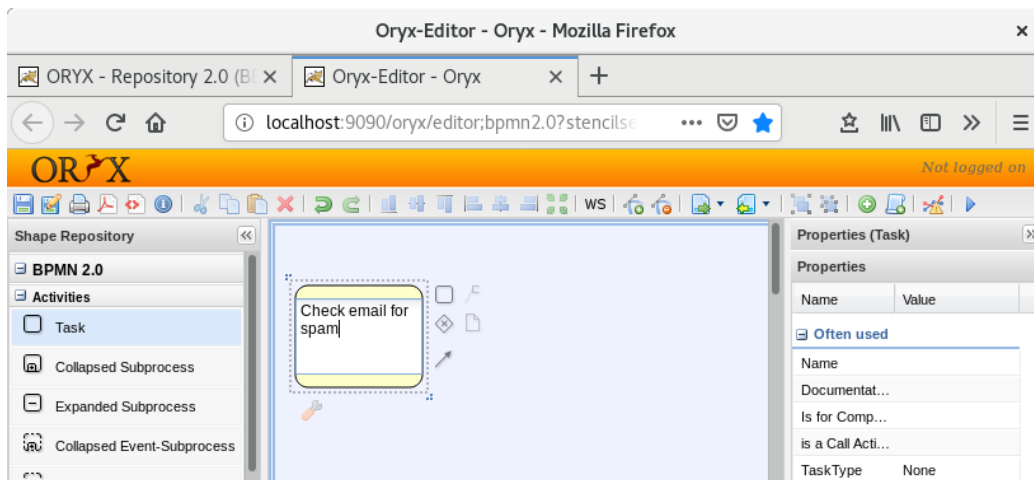 Oryx-Editor - Oryx - Mozilla Firefox
ORYX - Repository 2.0 (B
Oryx-Editor - Oryx
localhost:9090/oryx/editor;bpmn2.0?stencilse
ORYX
Not logged on
WS
Shape Repository
Properties (Task)
BPMN 2.0
Properties
Activities
Name Value
Task
Check email for
spam
Often used
Collapsed Subprocess
Name
Documentat...
Expanded Subprocess
Is for Comp...
Collapsed Event-Subprocess
is a Call Acti...
TaskType None